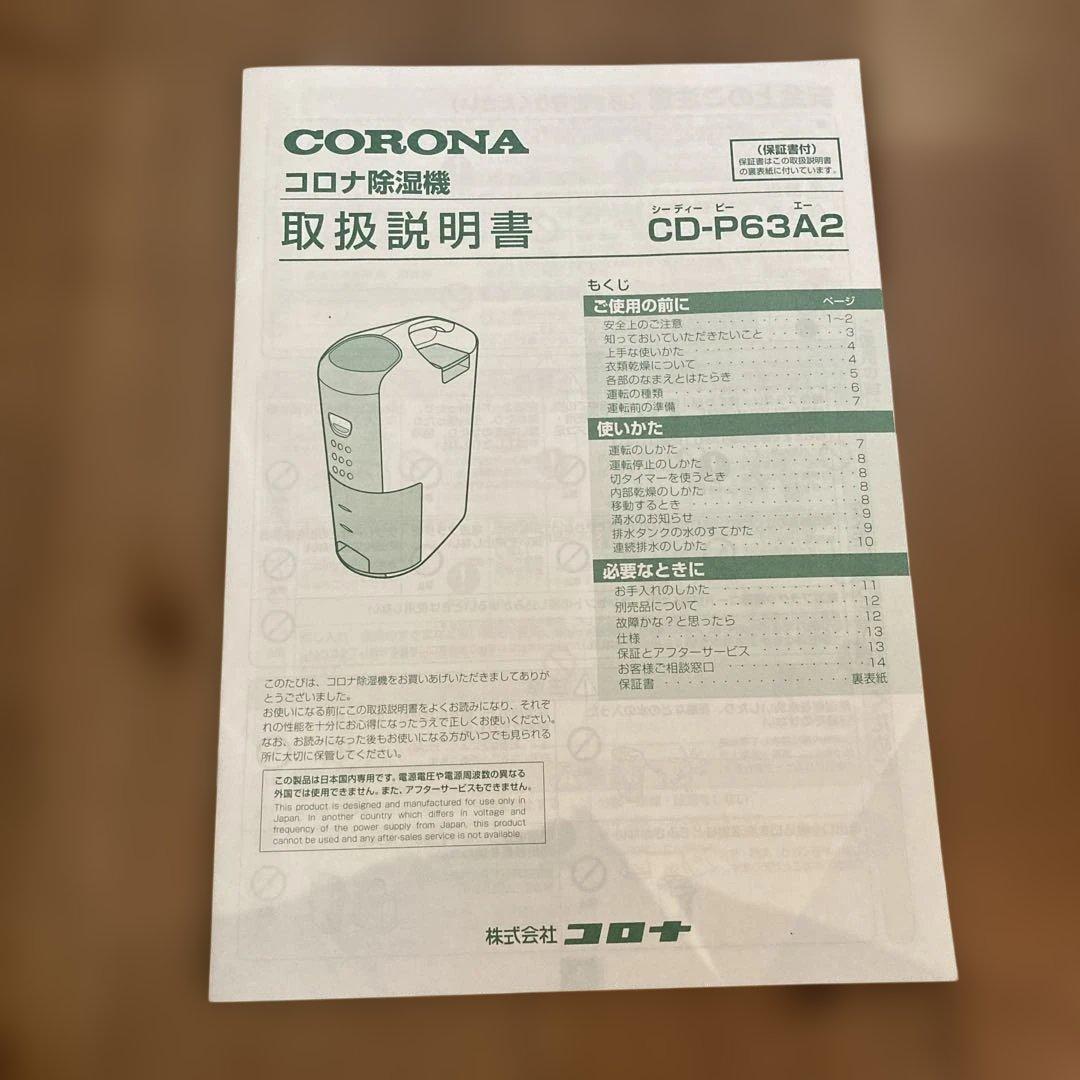 CORONA
コロナ除湿機
取扱説明書
(保証書付)
保証書はこの取扱説明書
の裏表紙に付いています。
シーディー ピー エー
CD-P63A2
もくじ
ご使用の前に ページ
安全上のご注意 ・・・・・・・・・・・ 1〜2
知っておいていただきたいこと ・・・・・・・・ 3
上手な使いかた ・・・・・・・・・・・・ 4
衣類乾燥について ・・・・・・・・・・・ 4
各部のなまえとはたらき ・・・・・・・・・ 5
運転の種類 ・・・・・・・・・・・・・ 6
運転前の準備 ・・・・・・・・・・・・ 7
使いかた
運転のしかた ・・・・・・・・・・・・ 7
運転停止のしかた ・・・・・・・・・・・ 8
切タイマーを使うとき ・・・・・・・・・・ 8
内部乾燥のしかた ・・・・・・・・・・・ 8
移動するとき ・・・・・・・・・・・・ 8
満水のお知らせ ・・・・・・・・・・・・ 9
排水タンクの水のすてかた ・・・・・・・・ 9
連続排水のしかた ・・・・・・・・・・・ 10
必要なときに
お手入れのしかた ・・・・・・・・・・・ 11
別売品について ・・・・・・・・・・・・ 12
故障かな?と思ったら ・・・・・・・・・・ 12
仕様 ・・・・・・・・・・・・・・・・ 13
保証とアフターサービス ・・・・・・・・・ 13
お客様ご相談窓口 ・・・・・・・・・・・ 14
保証書 ・・・・・・・・・・・・・・ 裏表紙
このたびは、コロナ除湿機をお買いあげいただきましてありが
とうございました。
お使いになる前にこの取扱説明書をよくお読みになり、それぞ
れの性能を十分にお心得になったうえで正しくお使いください。
なお、お読みになった後もお使いになる方がいつでも見られる
所に大切に保管してください。
この製品は日本国内専用です。電源電圧や電源周波数の異なる
外国では使用できません。また、アフターサービスもできません。
This product is designed and manufactured for use only in
Japan. In another country which differs in voltage and
frequency of the power supply from Japan, this product
cannot be used and any after-sales service is not available.
株式会社 コロナ